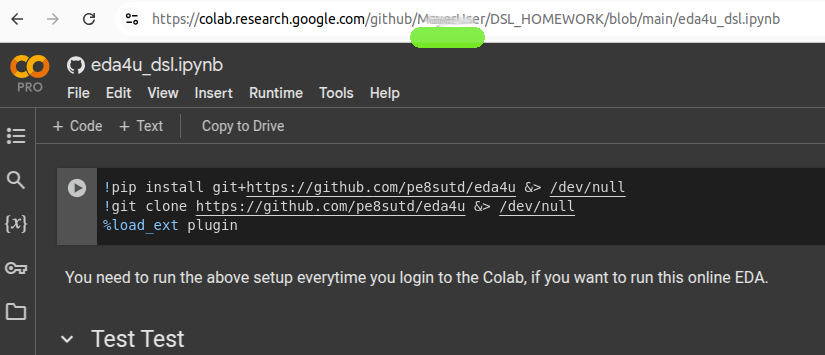 https://colab.research.google.com/github/ /DSL_HOMEWORK/blob/main/eda4u_dsl.ipynb
CO
PRO
eda4u_dsl.ipynb
File Edit View Insert Runtime Tools Help
+ Code + Text Copy to Drive
!pip install git+https://github.com/pe8sutd/eda4u &> /dev/null
!git clone https://github.com/pe8sutd/eda4u &> /dev/null
%load_ext plugin
{x}
You need to run the above setup everytime you login to the Colab, if you want to run this online EDA.
Test Test